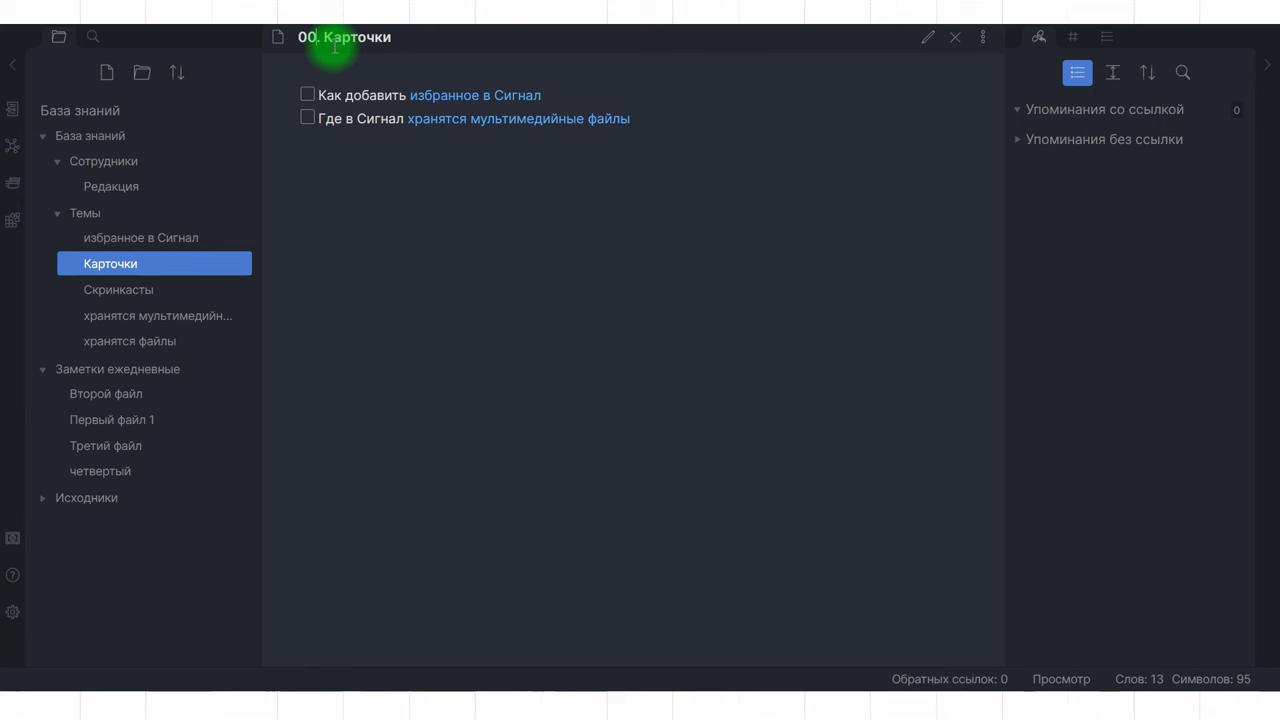 00. Карточки
База знаний
База знаний
Сотрудники
Редакция
Темы
избранное в Сигнал
Карточки
Скринкасты
хранятся мультимедийн...
хранятся файлы
Заметки ежедневные
Второй файл
Первый файл 1
Третий файл
четвертый
Исходники
Как добавить избранное в Сигнал
Где в Сигнал хранятся мультимедийные файлы
Упоминания со ссылкой 0
Упоминания без ссылки
Обратных ссылок: 0 Просмотр Слов: 13 Символов: 95